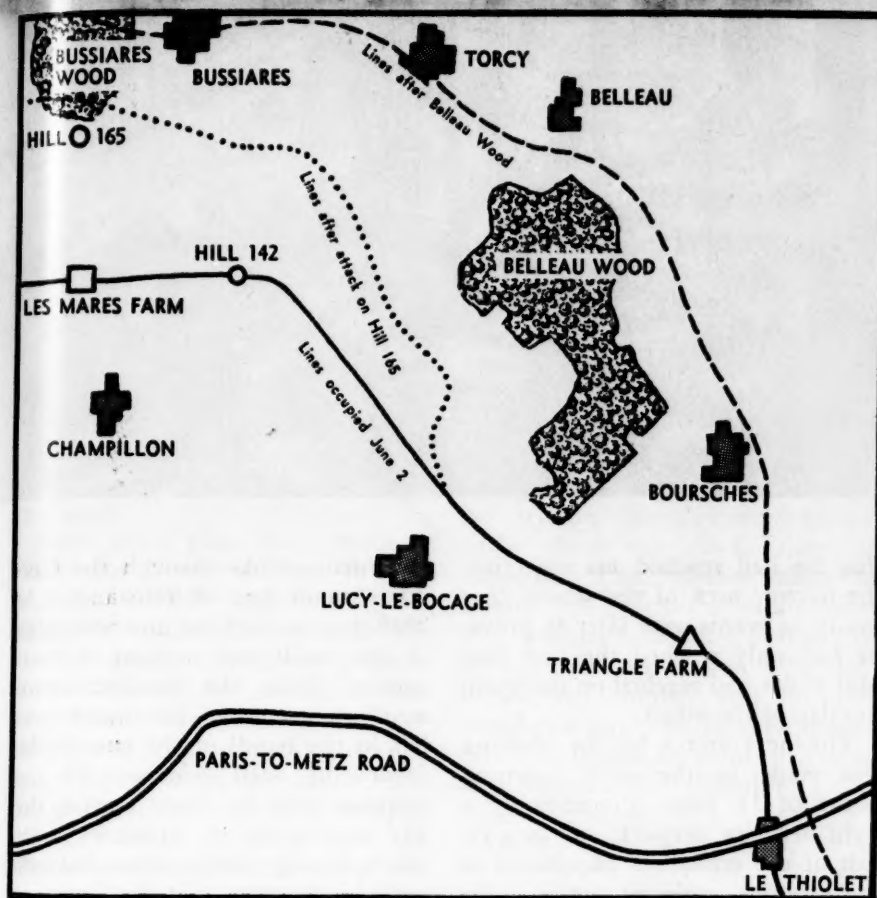 BUSSIARES
WOOD
BUSSIARES
TORCY
BELLEAU
HILL 165
Lines after Belleau Wood
Lines after attack on Hill 165
HILL 142
BELLEAU WOOD
LES MARES FARM
Lines occupied June 2
CHAMPILLON
BOURSCHES
LUCY-LE-BOCAGE
TRIANGLE FARM
PARIS-TO-METZ ROAD
LE THIOLET